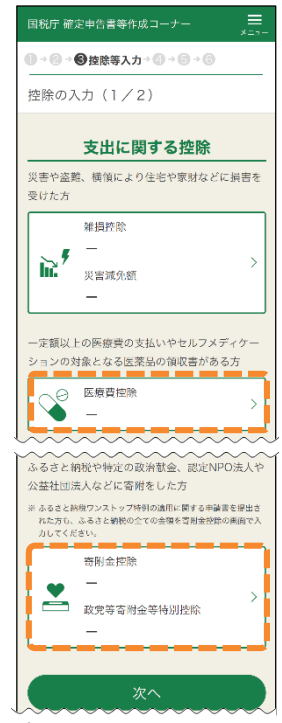 国税庁 確定申告書等作成コーナー
メニュー
1→2→3控除等入力→4→5→6
控除の入力(1/2)
支出に関する控除
災害や盗難、横領により住宅や家財などに損害を
受けた方
雑損控除
―
災害減免額
―
一定額以上の医療費の支払いやセルフメディケー
ションの対象となる医薬品の領収書がある方
医療費控除
―
ふるさと納税や特定の政治献金、認定NPO法人や
公益社団法人などに寄附をした方
※ ふるさと納税ワンストップ特例の適用に関する申請書を提出さ
れた方も、ふるさと納税の全ての金額を寄附金控除の画面で入
力してください。
寄附金控除
―
政党等寄附金等特別控除
―
次へ